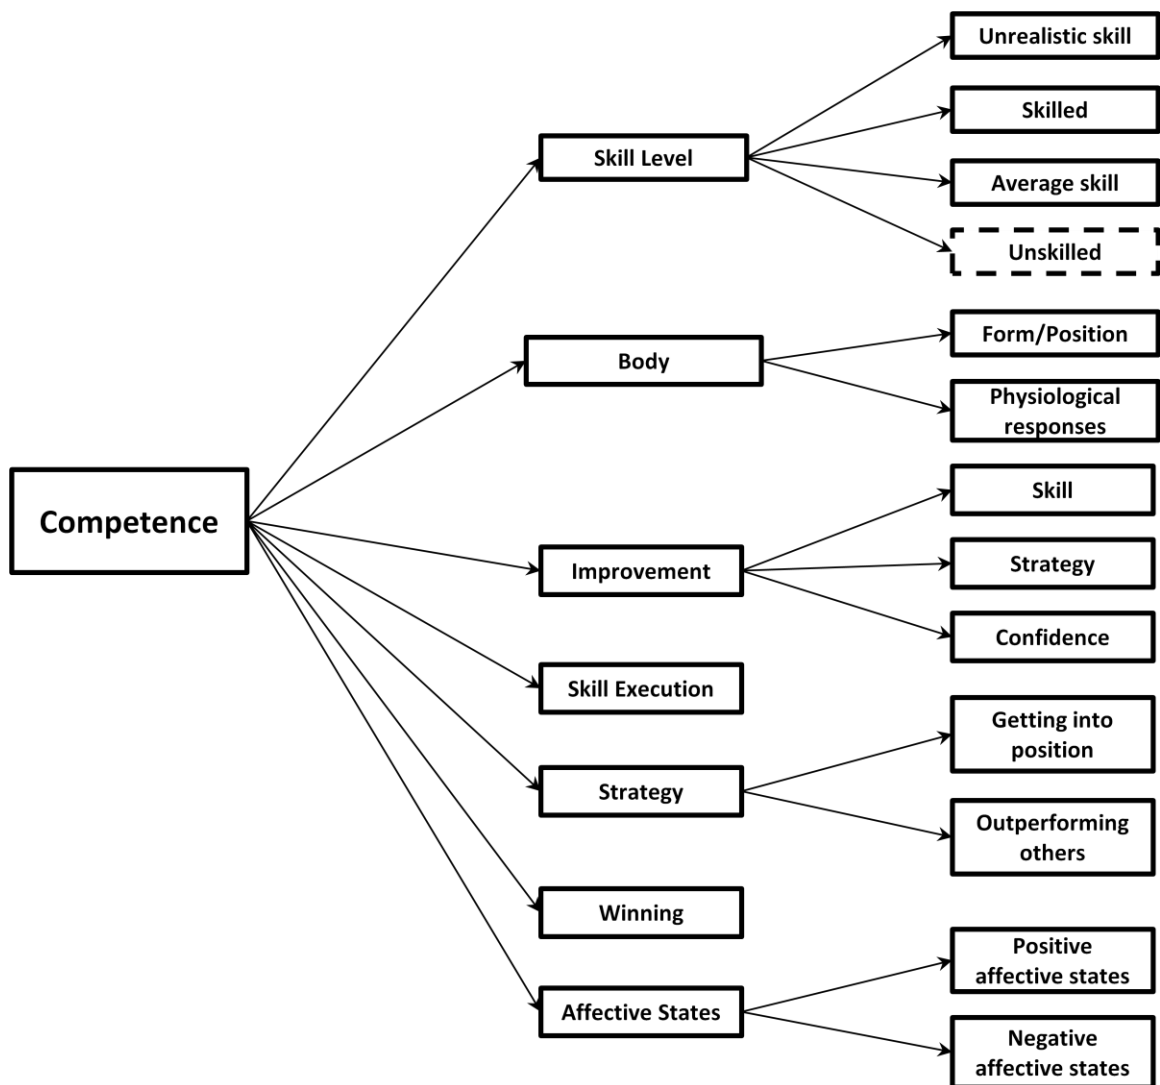 Competence
Skill Level
Unrealistic skill
Skilled
Average skill
Unskilled
Body
Form/Position
Physiological
responses
Improvement
Skill
Strategy
Confidence
Skill Execution
Strategy
Getting into
position
Outperforming
others
Winning
Affective States
Positive
affective states
Negative
affective states